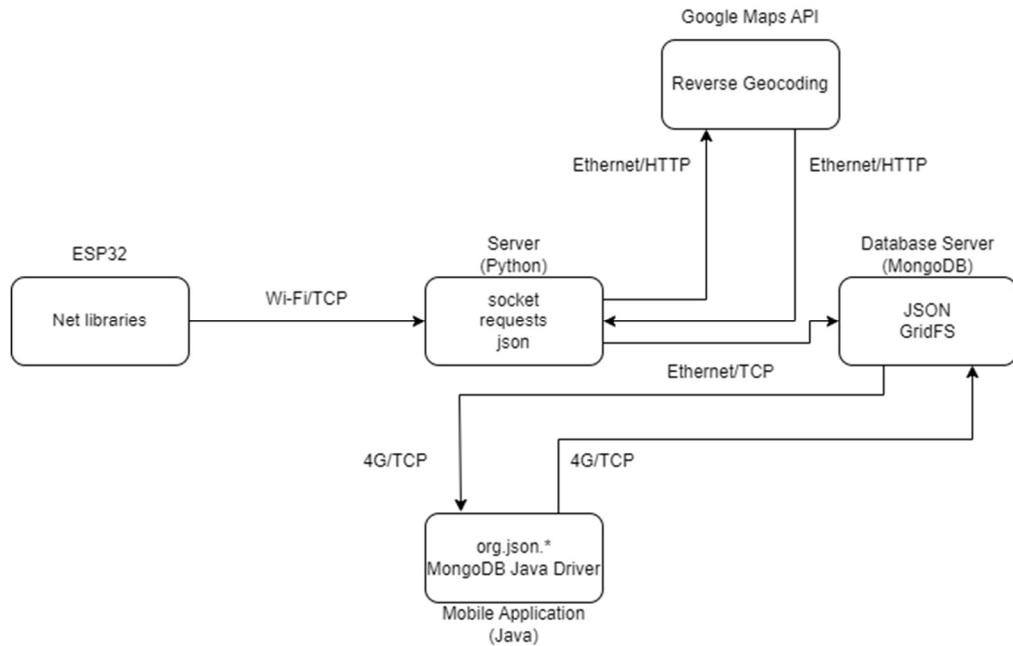 Google Maps API
Reverse Geocoding
Ethernet/HTTP
Ethernet/HTTP
ESP32
Net libraries
Wi-Fi/TCP
Server
(Python)
socket
requests
json
Database Server
(MongoDB)
JSON
GridFS
Ethernet/TCP
4G/TCP
4G/TCP
org.json.*
MongoDB Java Driver
Mobile Application
(Java)